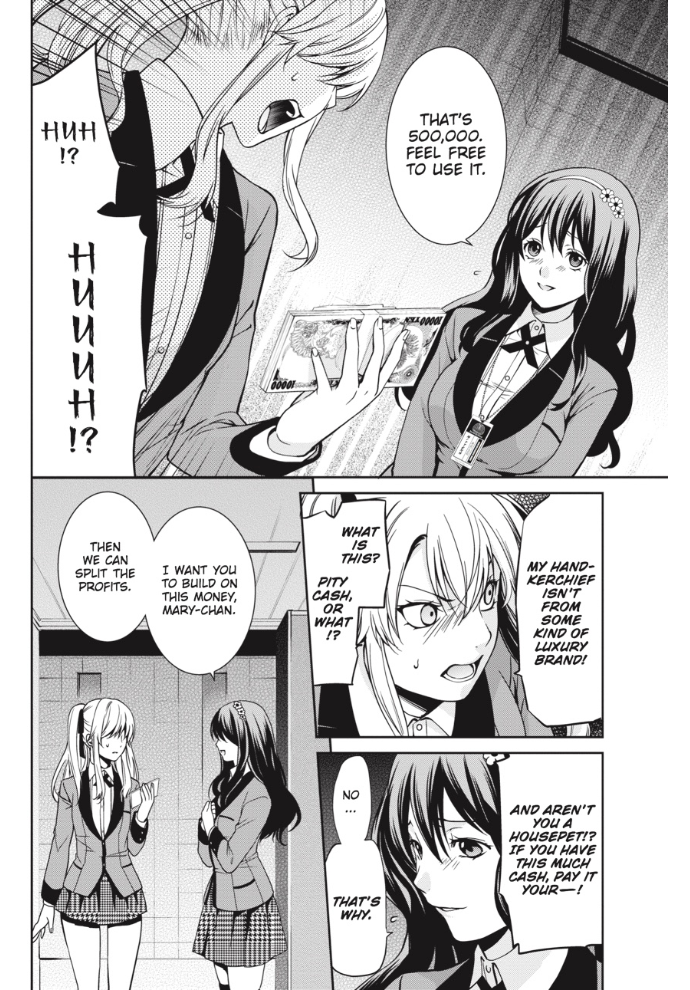 THAT'S
500,000.
FEEL FREE
TO USE IT.
HUH
!?
HUUUH
!?
10000
10000
MY HAND-
KERCHIEF
ISN'T
FROM
SOME
KIND OF
LUXURY
BRAND!
WHAT
IS
THIS?
PITY
CASH,
OR
WHAT
!?
AND AREN'T
YOU A
HOUSEPET!?
IF YOU HAVE
THIS MUCH
CASH, PAY IT
YOUR—!
NO
...
THAT'S
WHY.
I WANT YOU
TO BUILD ON
THIS MONEY,
MARY-CHAN.
THEN
WE CAN
SPLIT THE
PROFITS.